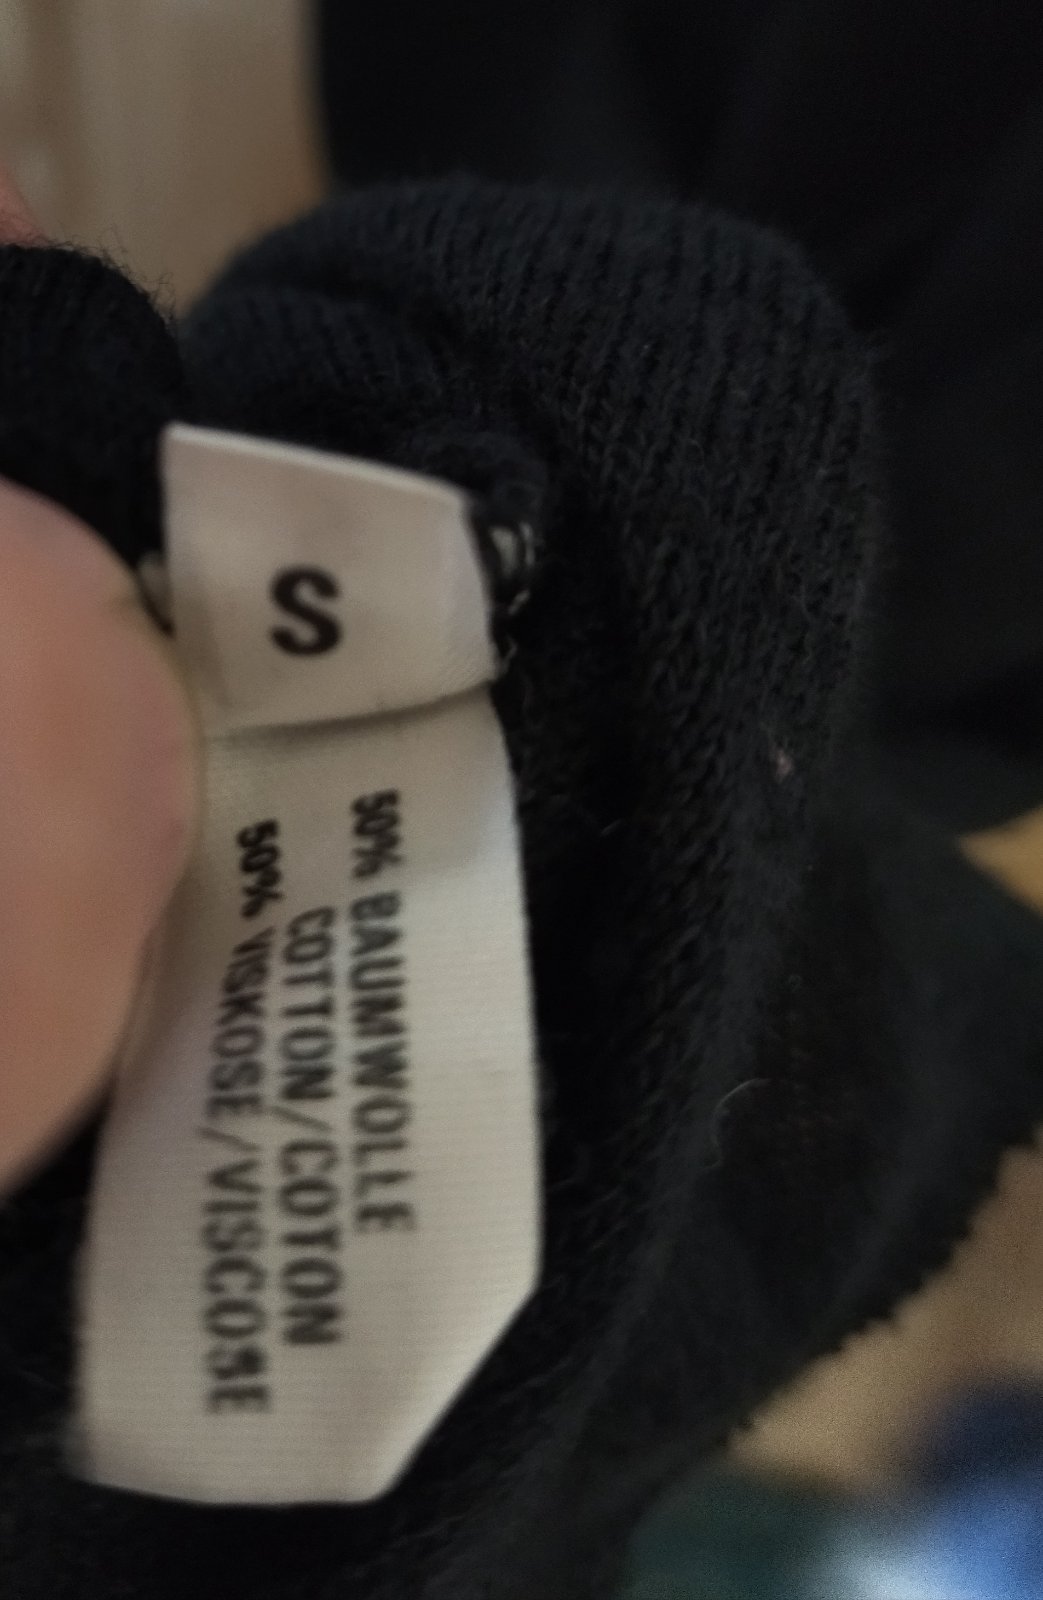 S
50% BAUMWOLLE
COTTON/COTON
50% VISKOSE/VISCOSE